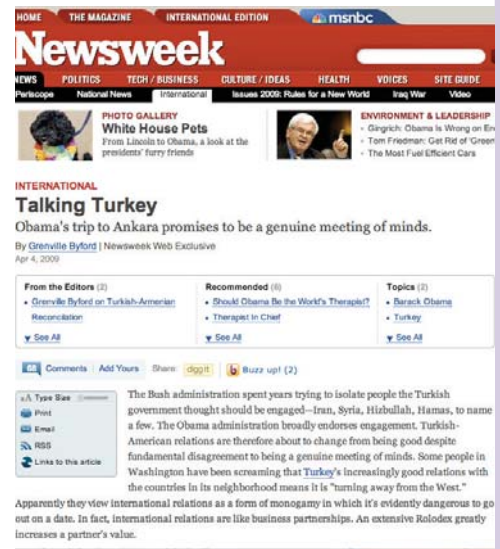 HOME THE MAGAZINE INTERNATIONAL EDITION msnbc
Newsweek
NEWS POLITICS TECH / BUSINESS CULTURE / IDEAS HEALTH VOICES SITE GUIDE
Periscope National News International Issues 2009: Rules for a New World Iraq War Video
PHOTO GALLERY
White House Pets
From Lincoln to Obama, a look at the
presidents' furry friends
ENVIRONMENT & LEADERSHIP
Gingrich: Obama Is Wrong on En
Tom Friedman: Get Rid of 'Green
The Most Fuel Efficient Cars
INTERNATIONAL
Talking Turkey
Obama's trip to Ankara promises to be a genuine meeting of minds.
By Grenville Byford | Newsweek Web Exclusive
Apr 4, 2009
From the Editors (2)
• Grenville Byford on Turkish-Armenian
Reconciliation
See All
Recommended (6)
• Should Obama Be the World's Therapist?
• Therapist in Chief
See All
Topics (2)
• Barack Obama
• Turkey
See All
Comments | Add Yours Share: digg it Buzz up! (2)
AA Type Size
Print
Email
RSS
Links to this article
The Bush administration spent years trying to isolate people the Turkish
government thought should be engaged—Iran, Syria, Hizbullah, Hamas, to name
a few. The Obama administration broadly endorses engagement. Turkish-
American relations are therefore about to change from being good despite
fundamental disagreement to being a genuine meeting of minds. Some people in
Washington have been screaming that Turkey's increasingly good relations with
the countries in its neighborhood means it is "turning away from the West."
Apparently they view international relations as a form of monogamy in which it's evidently dangerous to go
out on a date. In fact, international relations are like business partnerships. An extensive Rolodex greatly
increases a partner's value.